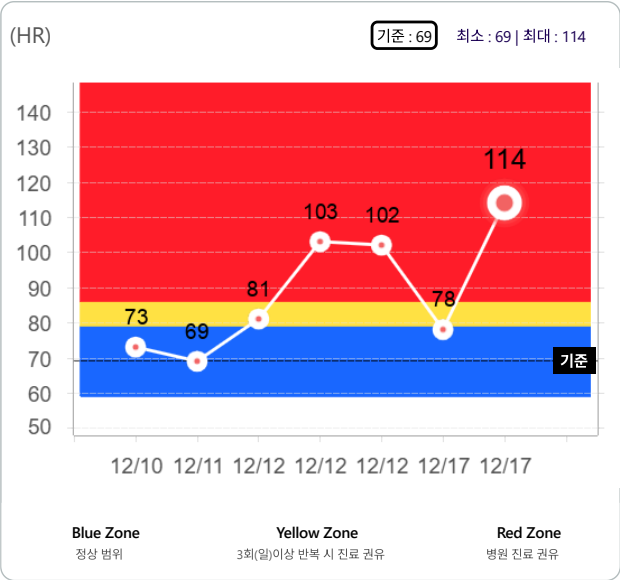 (HR)
기준 : 69
최소 : 69 | 최대 : 114
140
130
120
110
100
90
80
70
60
50
73
69
81
103
102
78
114
기준
12/10 12/11 12/12 12/12 12/12 12/17 12/17
Blue Zone Yellow Zone Red Zone
정상 범위 3회(일)이상 반복 시 진료 권유 병원 진료 권유